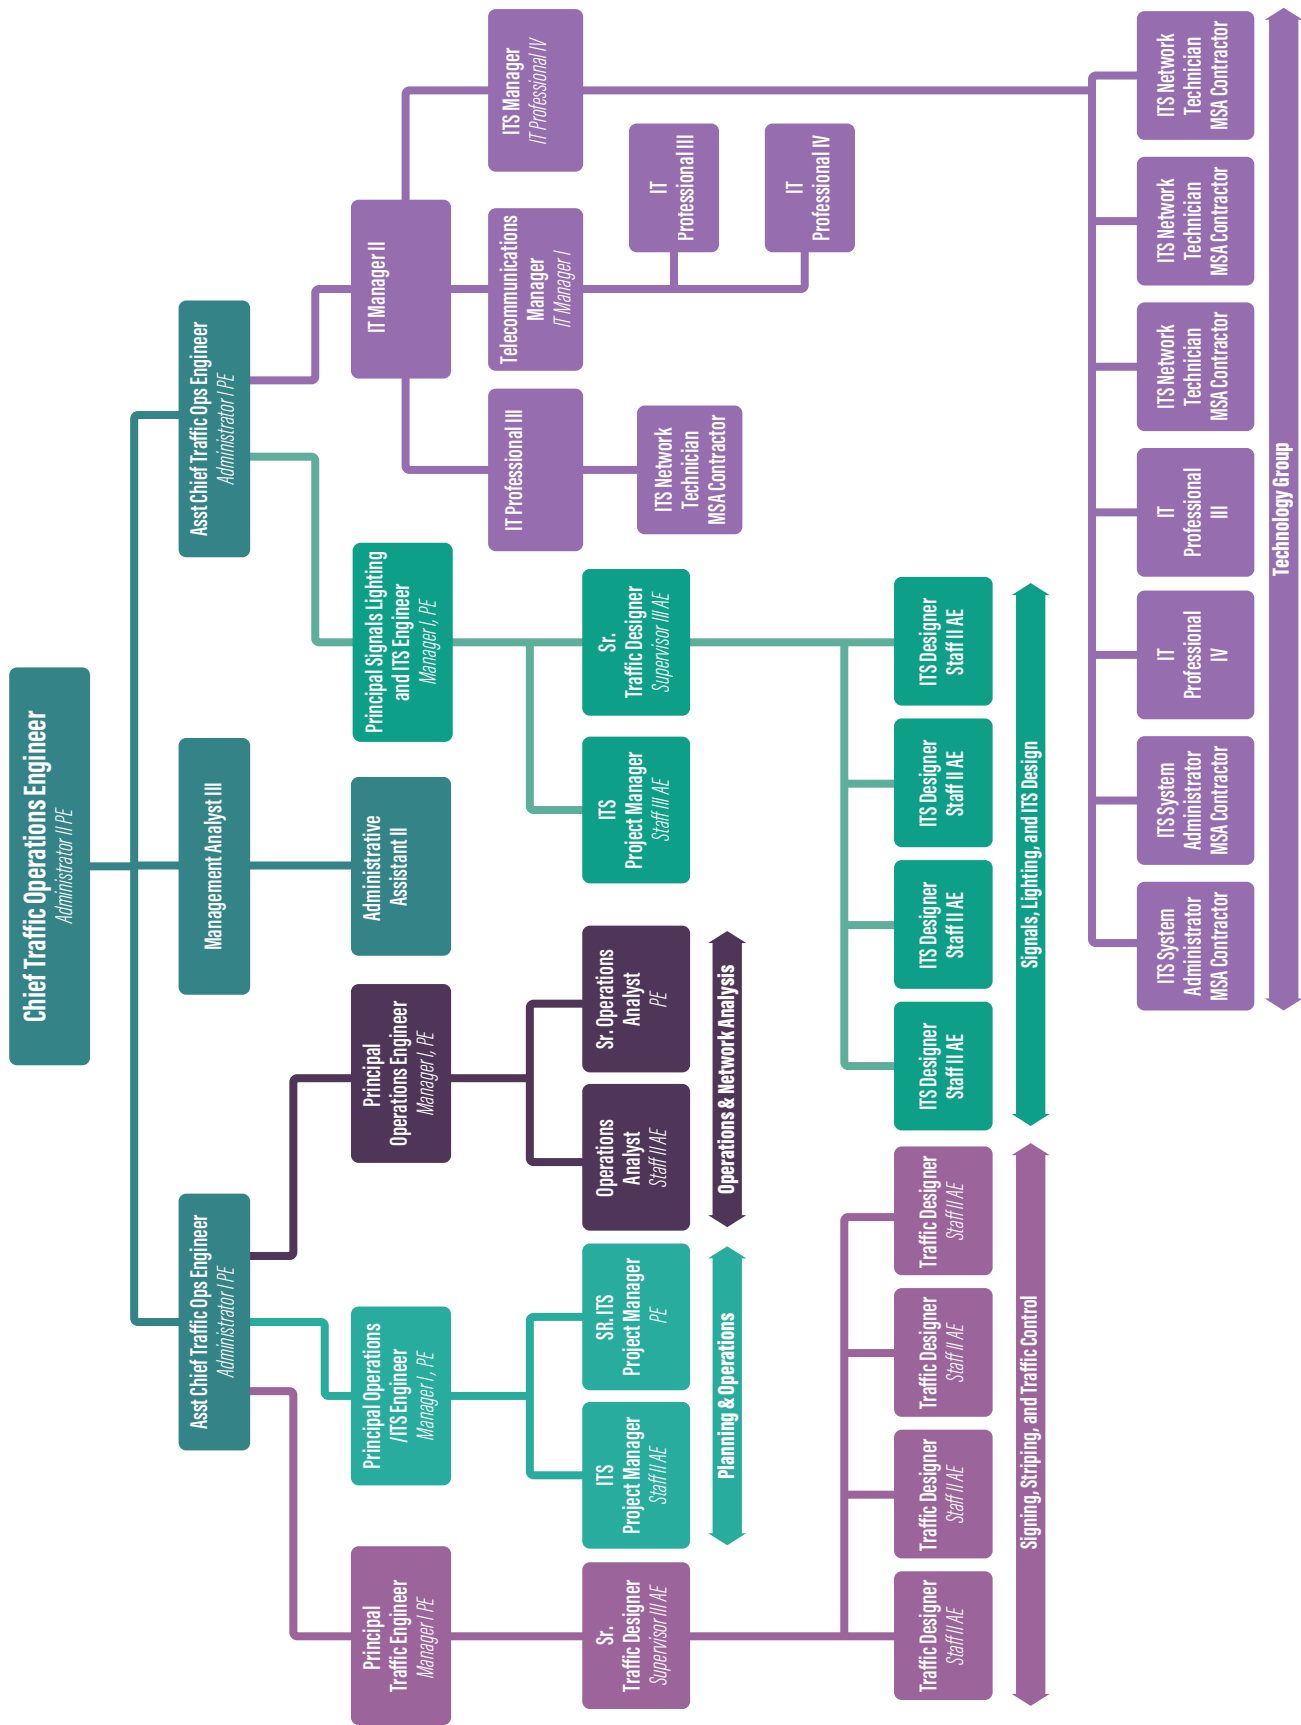 Chief Traffic Operations Engineer
Administrator II PE
Asst Chief Traffic Ops Engineer
Administrator I PE
Management Analyst III
Asst Chief Traffic Ops Engineer
Administrator I PE
Principal
Traffic Engineer
Manager I PE
Principal Operations
/ITS Engineer
Manager I, PE
Principal
Operations Engineer
Manager I, PE
Administrative
Assistant II
Principal Signals Lighting
and ITS Engineer
Manager I, PE
IT Manager II
Sr.
Traffic Designer
Supervisor III AE
ITS
Project Manager
Staff II AE
SR. ITS
Project Manager
PE
Operations
Analyst
Staff II AE
Sr. Operations
Analyst
PE
ITS
Project Manager
Staff III AE
Sr.
Traffic Designer
Supervisor III AE
IT Professional III
Telecommunications
Manager
IT Manager I
ITS Manager
IT Professional IV
ITS Network
Technician
MSA Contractor
IT
Professional III
IT
Professional IV
Planning & Operations
Operations & Network Analysis
Traffic Designer
Staff II AE
Traffic Designer
Staff II AE
Traffic Designer
Staff II AE
Traffic Designer
Staff II AE
ITS Designer
Staff II AE
ITS Designer
Staff II AE
ITS Designer
Staff II AE
ITS Designer
Staff II AE
Signing, Striping, and Traffic Control
Signals, Lighting, and ITS Design
ITS System
Administrator
MSA Contractor
ITS System
Administrator
MSA Contractor
IT
Professional
IV
IT
Professional
III
ITS Network
Technician
MSA Contractor
ITS Network
Technician
MSA Contractor
ITS Network
Technician
MSA Contractor
Technology Group